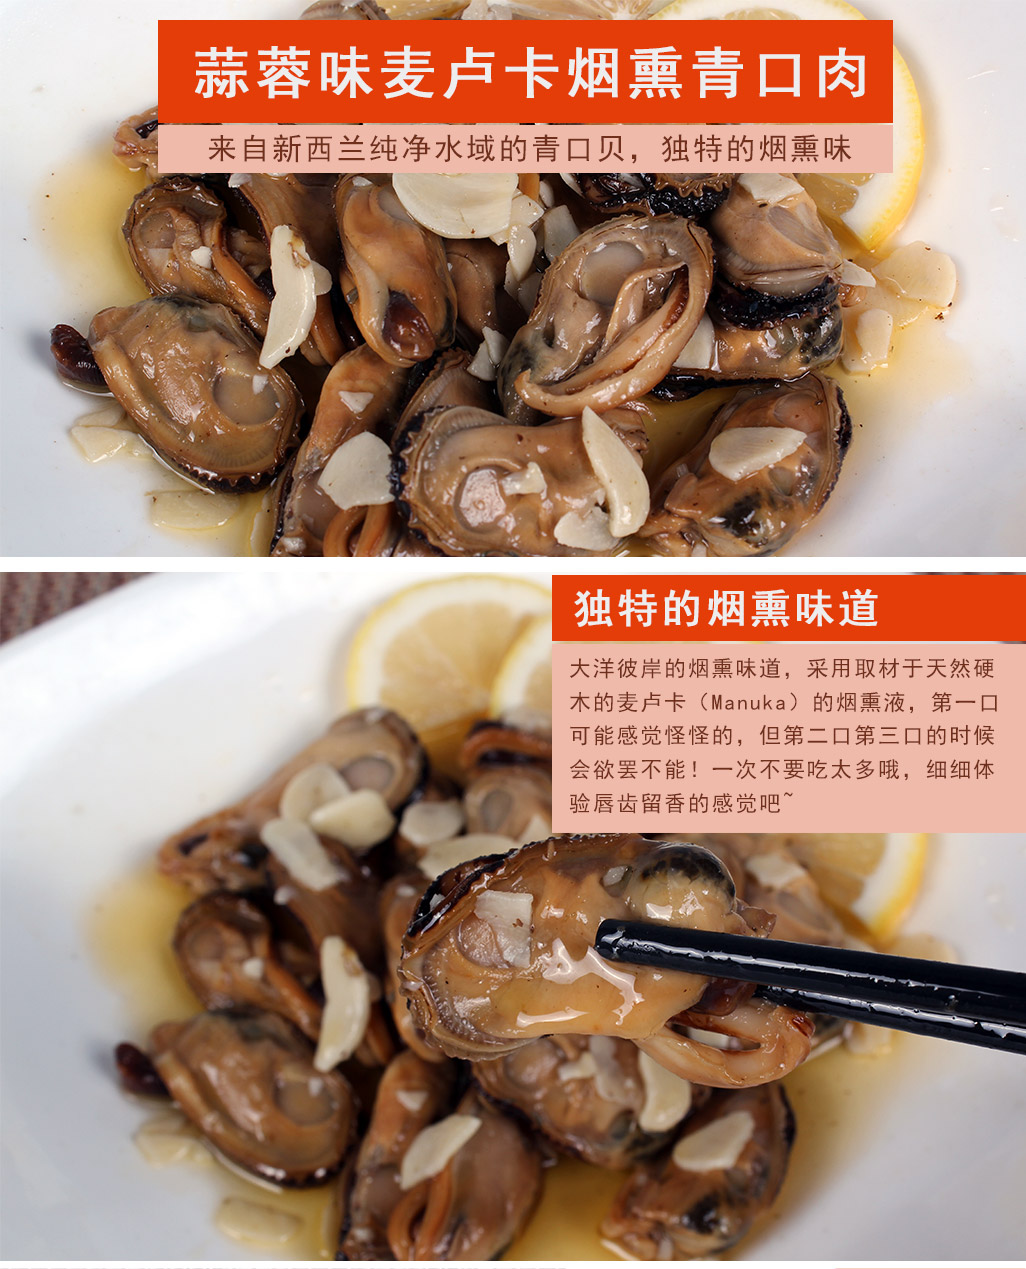 蒜蓉味麦卢卡烟熏青口肉
来自新西兰纯净水域的青口贝，独特的烟熏味
独特的烟熏味道
大洋彼岸的烟熏味道，采用取材于天然硬
木的麦卢卡（Manuka）的烟熏液，第一口
可能感觉怪怪的，但第二口第三口的时候
会欲罢不能！一次不要吃太多哦，细细体
验唇齿留香的感觉吧~